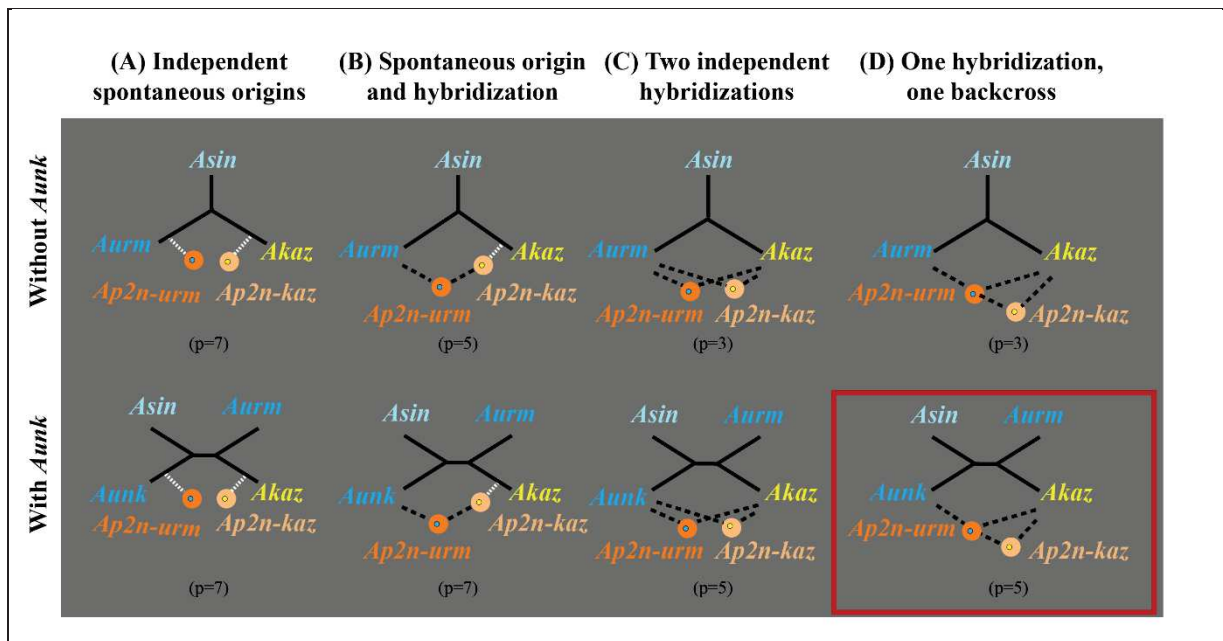 (A) Independent
spontaneous origins
(B) Spontaneous origin
and hybridization
(C) Two independent
hybridizations
(D) One hybridization,
one backcross
Without Aunk
Asin
Aurm
Akaz
Ap2n-urm
Ap2n-kaz
(p=7)
Asin
Aurm
Akaz
Ap2n-kaz
Ap2n-urm
(p=5)
Asin
Aurm
Akaz
Ap2n-urm
Ap2n-kaz
(p=3)
Asin
Aurm
Akaz
Ap2n-urm
Ap2n-kaz
(p=3)
With Aunk
Asin
Aurm
Aunk
Akaz
Ap2n-urm
Ap2n-kaz
(p=7)
Asin
Aurm
Aunk
Akaz
Ap2n-kaz
Ap2n-urm
(p=7)
Asin
Aurm
Aunk
Akaz
Ap2n-urm
Ap2n-kaz
(p=5)
Asin
Aurm
Aunk
Akaz
Ap2n-urm
Ap2n-kaz
(p=5)